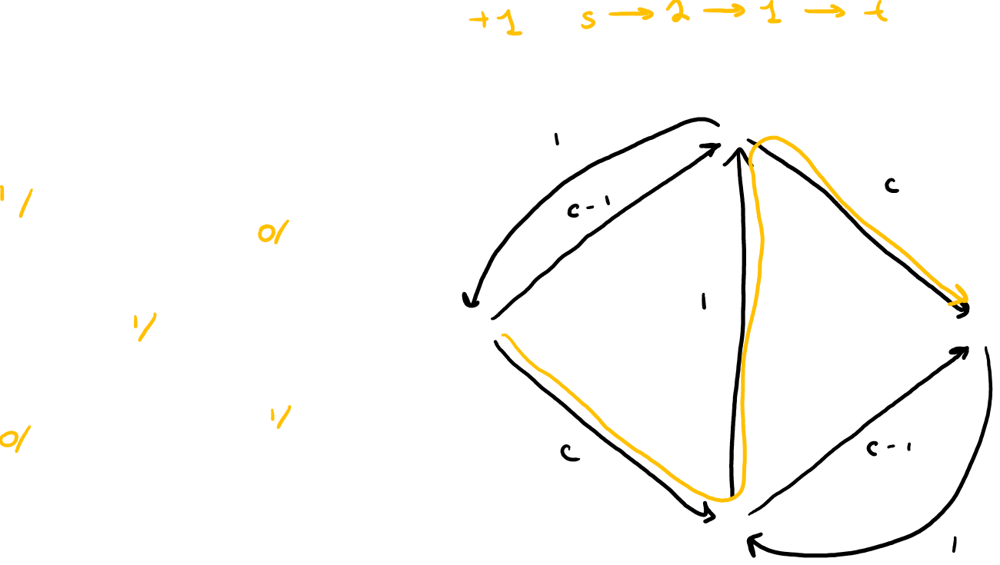 +1 s → 2 → 1 → t
1
c
c-1
1/
0/
1
1/
1/
0/
c
c-1
1